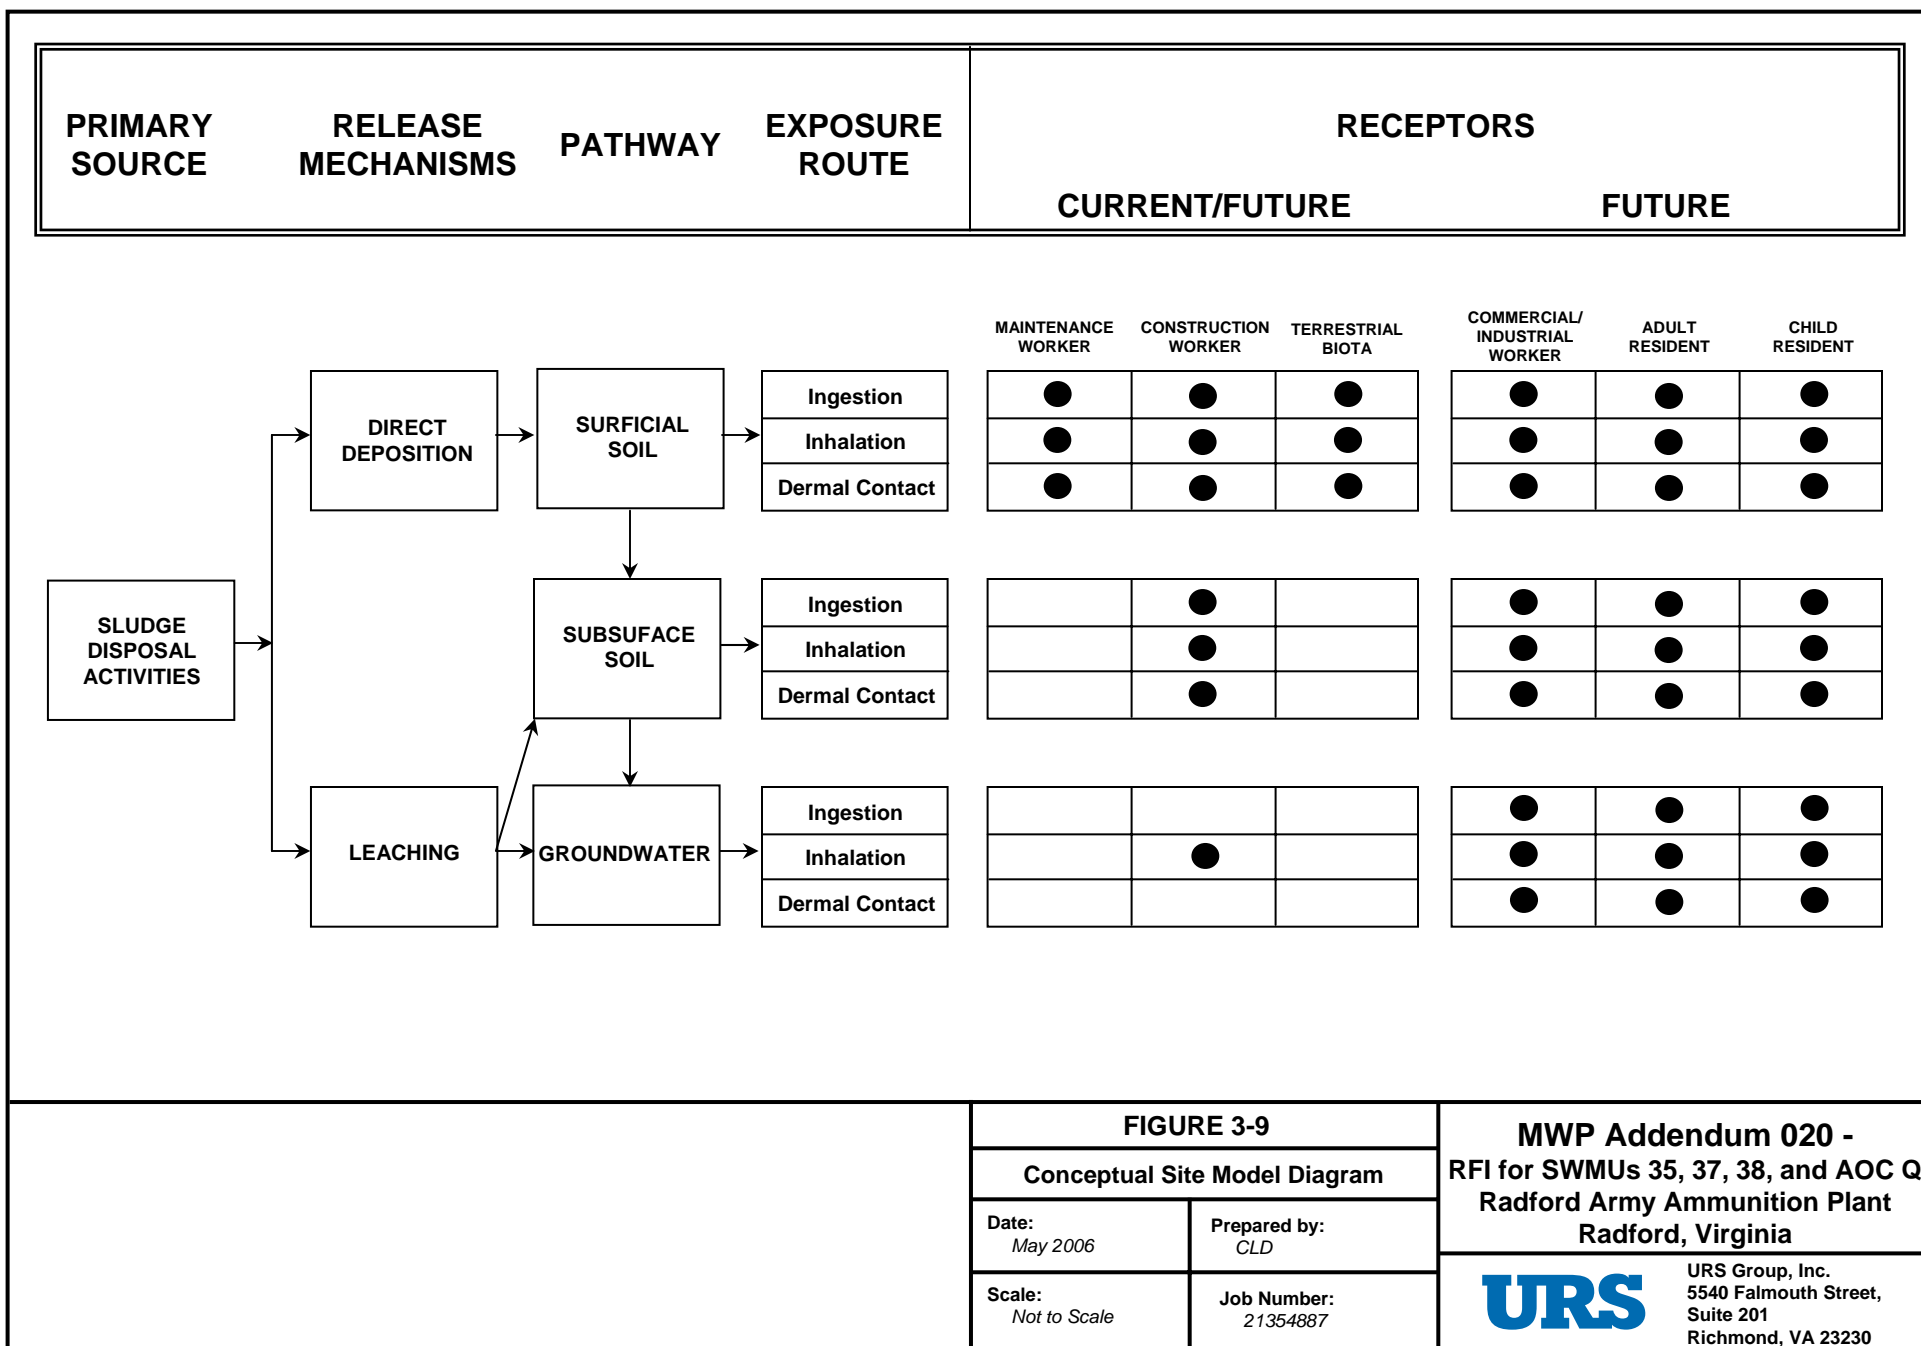 PRIMARY
SOURCE
RELEASE
MECHANISMS
PATHWAY
EXPOSURE
ROUTE
RECEPTORS
CURRENT/FUTURE
FUTURE
MAINTENANCE
WORKER
CONSTRUCTION
WORKER
TERRESTRIAL
BIOTA
COMMERCIAL/
INDUSTRIAL
WORKER
ADULT
RESIDENT
CHILD
RESIDENT
DIRECT
DEPOSITION
SURFICIAL
SOIL
Ingestion
Inhalation
Dermal Contact
SLUDGE
DISPOSAL
ACTIVITIES
SUBSUFACE
SOIL
Ingestion
Inhalation
Dermal Contact
LEACHING
GROUNDWATER
Ingestion
Inhalation
Dermal Contact
FIGURE 3-9
Conceptual Site Model Diagram
Date:
May 2006
Prepared by:
CLD
Scale:
Not to Scale
Job Number:
21354887
MWP Addendum 020 -
RFI for SWMUs 35, 37, 38, and AOC Q
Radford Army Ammunition Plant
Radford, Virginia
URS
URS Group, Inc.
5540 Falmouth Street,
Suite 201
Richmond, VA 23230